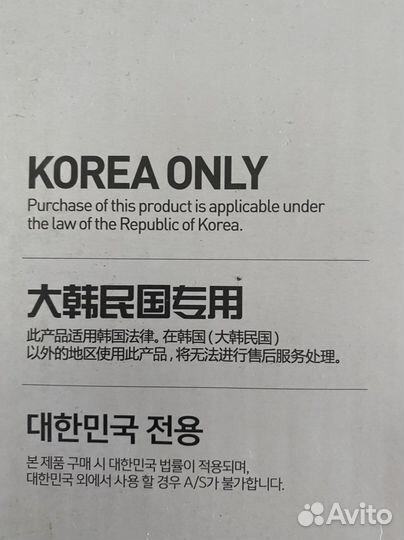 KOREA ONLY
Purchase of this product is applicable under
the law of the Republic of Korea.
大韩民国专用
此产品适用韩国法律。在韩国(大韩民国)
以外的地区使用此产品,将无法进行售后服务处理。
대한민국 전용
본 제품 구매 시 대한민국 법률이 적용되며,
대한민국 외에서 사용 할 경우 A/S가 불가합니다.
Avito